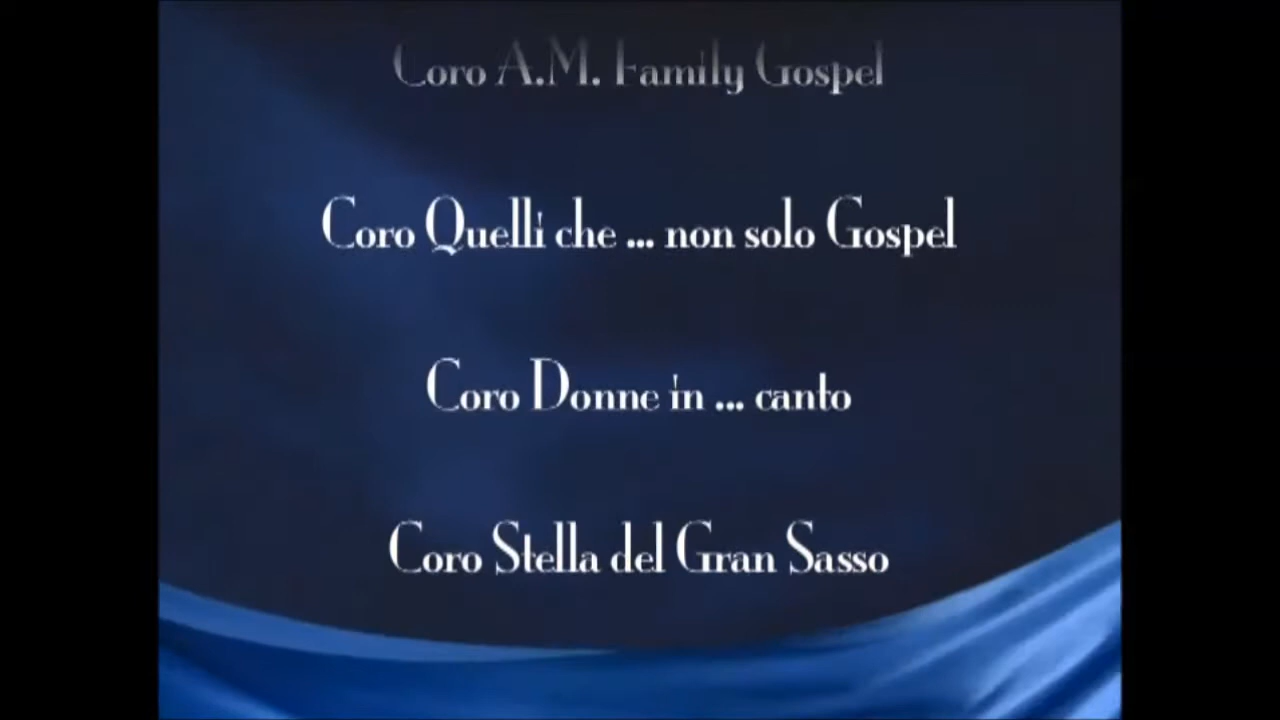 Coro A.M. Family Gospel
Coro Quelli che ... non solo Gospel
Coro Donne in ... canto
Coro Stella del Gran Sasso